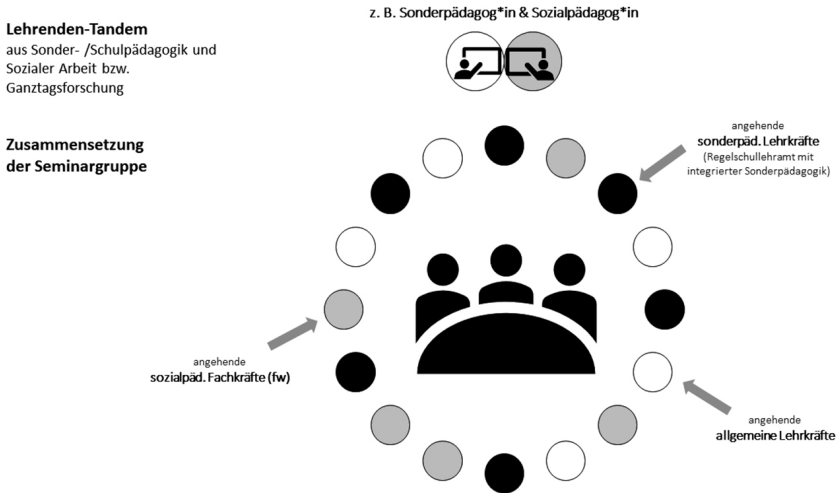 z. B. Sonderpädagog*in & Sozialpädagog*in
Lehrenden-Tandem
aus Sonder- /Schulpädagogik und
Sozialer Arbeit bzw.
Ganztagsforschung
Zusammensetzung
der Seminargruppe
angehende
sonderpäd. Lehrkräfte
(Regelschullehramt mit
integrierter Sonderpädagogik)
angehende
sozialpäd. Fachkräfte (fw)
angehende
allgemeine Lehrkräfte